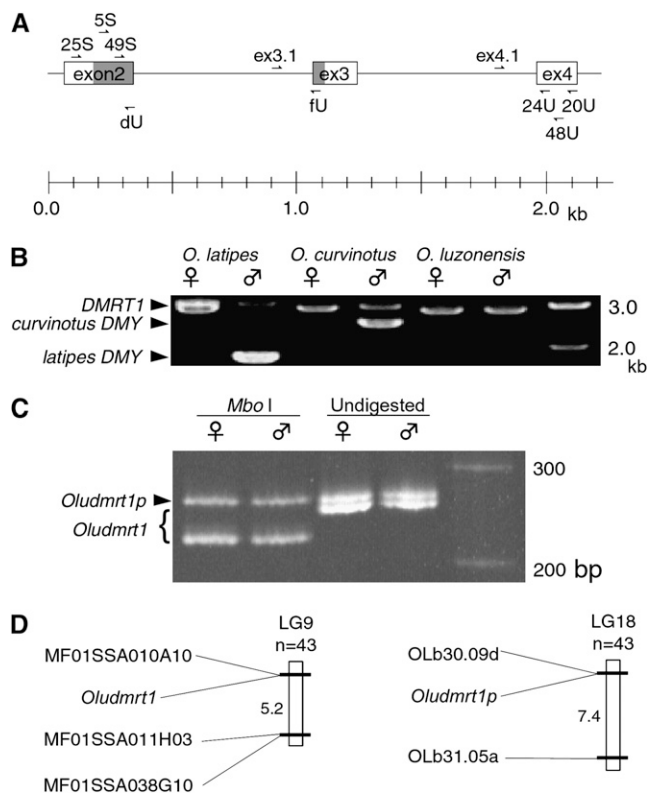 A
5S
25S 49S ex3.1 ex4.1
exon2 ex3 ex4
dU fU 24U 20U
48U
0.0 1.0 2.0 kb
B
O. latipes O. curvinotus O. luzonensis
♀ ♂ ♀ ♂ ♀ ♂
DMRT1 3.0
curvinotus DMY
latipes DMY 2.0
kb
C
Mbo I Undigested
♀ ♂ ♀ ♂
300
Oludmrt1p
Oludmrt1 {
200 bp
D
LG9
n=43
MF01SSA010A10
Oludmrt1
5.2
MF01SSA011H03
MF01SSA038G10
LG18
n=43
OLb30.09d
Oludmrt1p
7.4
OLb31.05a